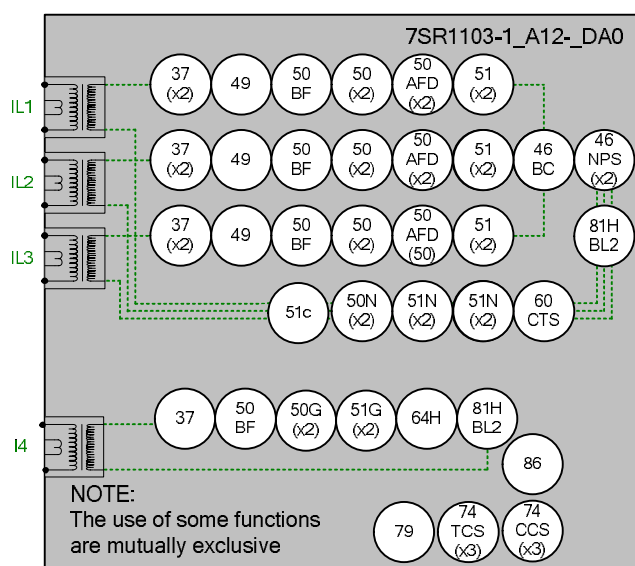 7SR1103-1_A12-_DA0
IL1
37
(x2)
49
50
BF
50
(x2)
50
AFD
(x2)
51
(x2)
IL2
37
(x2)
49
50
BF
50
(x2)
50
AFD
(x2)
51
(x2)
46
BC
46
NPS
(x2)
IL3
37
(x2)
49
50
BF
50
(x2)
50
AFD
(50)
51
(x2)
81H
BL2
51c
50N
(x2)
51N
(x2)
51N
(x2)
60
CTS
I4
37
50
BF
50G
(x2)
51G
(x2)
64H
81H
BL2
86
NOTE:
The use of some functions
are mutually exclusive
79
74
TCS
(x3)
74
CCS
(x3)